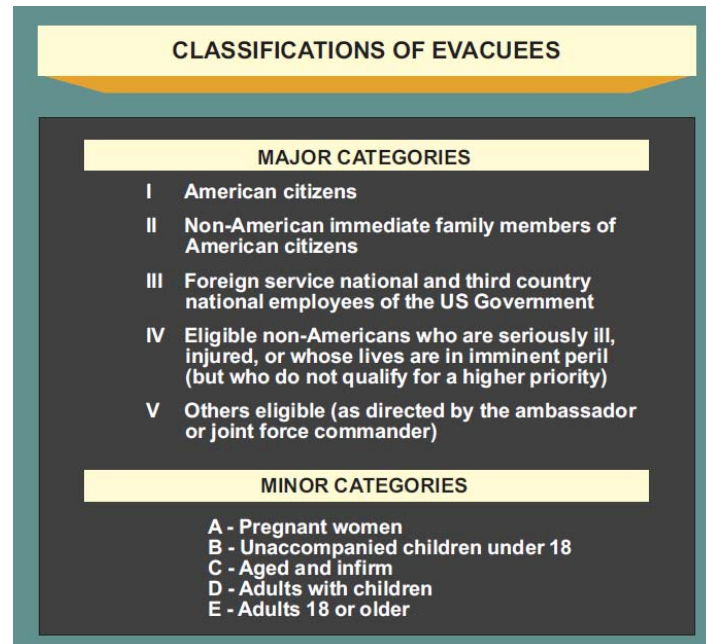 CLASSIFICATIONS OF EVACUEES
MAJOR CATEGORIES
I American citizens
II Non-American immediate family members of
American citizens
III Foreign service national and third country
national employees of the US Government
IV Eligible non-Americans who are seriously ill,
injured, or whose lives are in imminent peril
(but who do not qualify for a higher priority)
V Others eligible (as directed by the ambassador
or joint force commander)
MINOR CATEGORIES
A - Pregnant women
B - Unaccompanied children under 18
C - Aged and infirm
D - Adults with children
E - Adults 18 or older